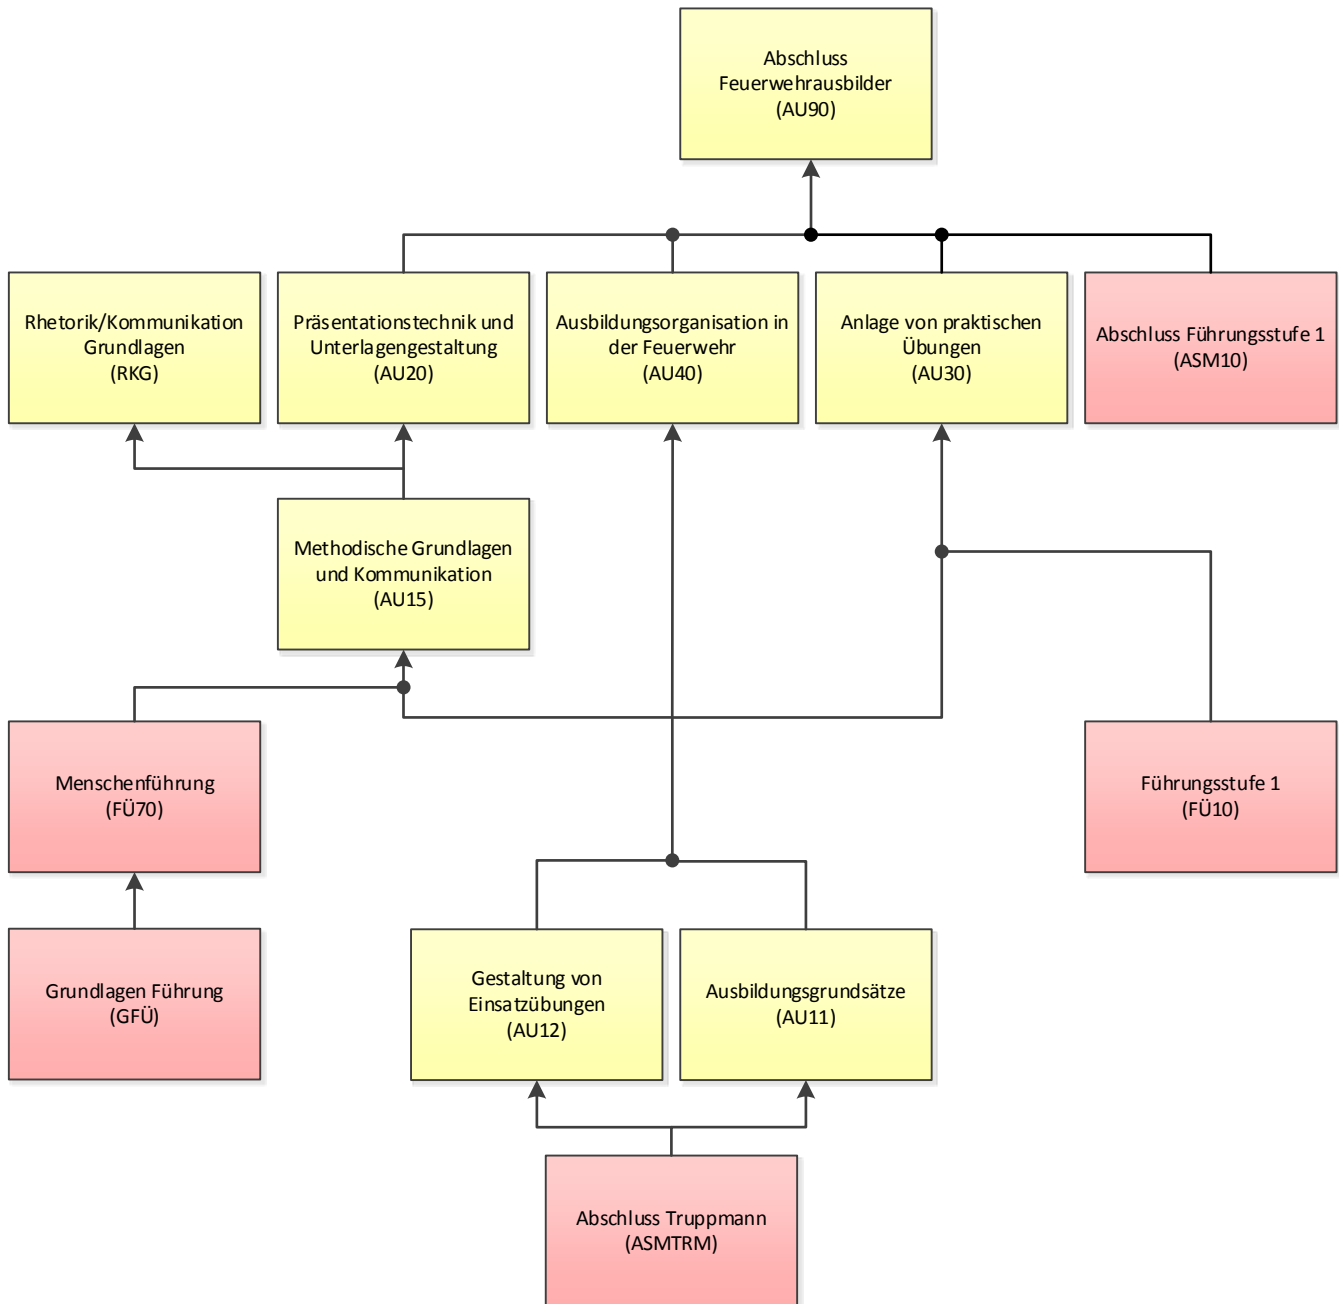 Abschluss
Feuerwehrausbilder
(AU90)
Rhetorik/Kommunikation
Grundlagen
(RKG)
Präsentationstechnik und
Unterlagengestaltung
(AU20)
Ausbildungsorganisation in
der Feuerwehr
(AU40)
Anlage von praktischen
Übungen
(AU30)
Abschluss Führungsstufe 1
(ASM10)
Methodische Grundlagen
und Kommunikation
(AU15)
Menschenführung
(FÜ70)
Führungsstufe 1
(FÜ10)
Grundlagen Führung
(GFÜ)
Gestaltung von
Einsatzübungen
(AU12)
Ausbildungsgrundsätze
(AU11)
Abschluss Truppmann
(ASMTRM)